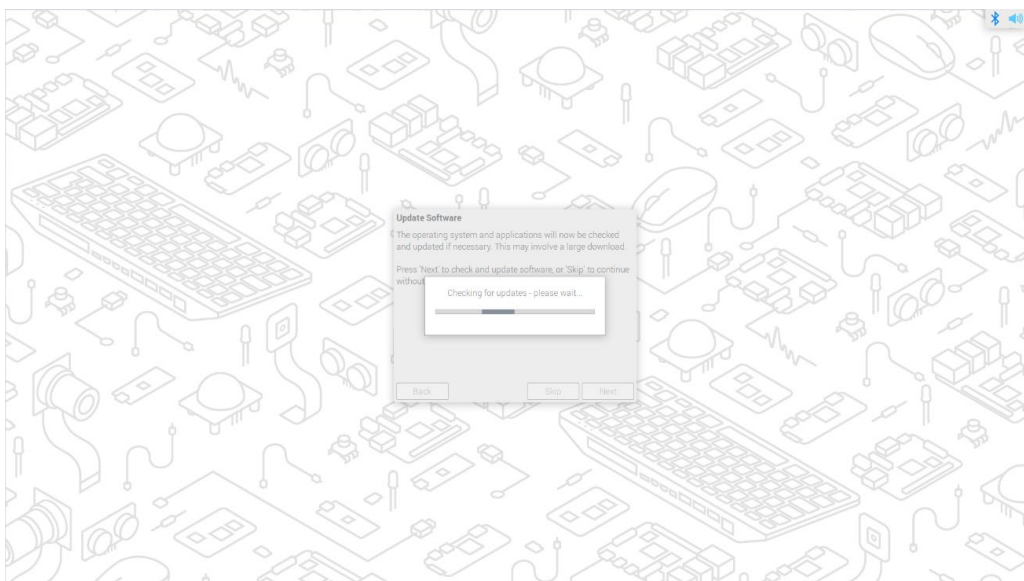 Update Software
The operating system and applications will now be checked
and updated if necessary. This may involve a large download.
Press 'Next' to check and update software, or 'Skip' to continue
without
Checking for updates - please wait...
Back
Skip
Next